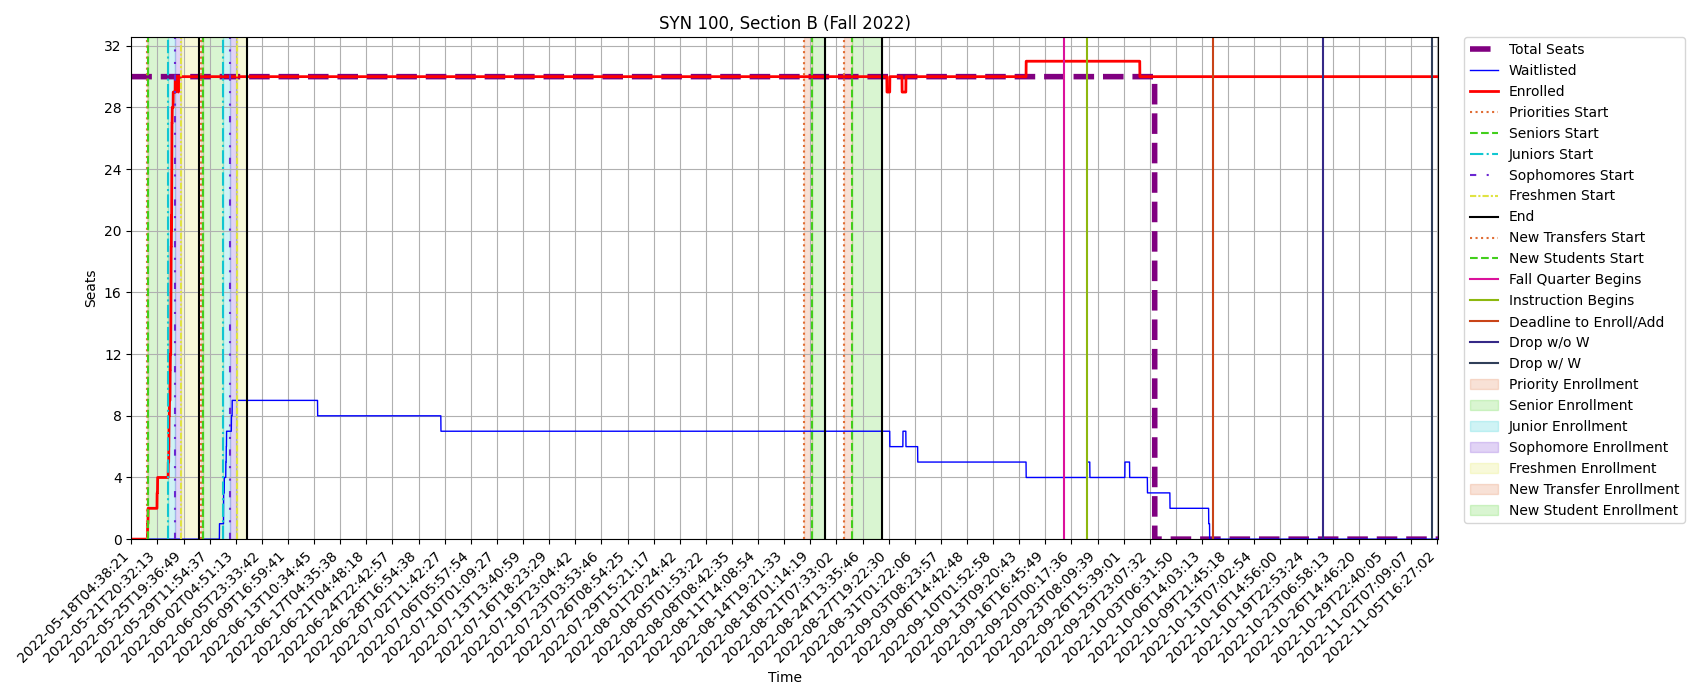 SYN 100, Section B (Fall 2022)
32
28
24
20
16
12
8
4
0
Seats
2022-05-18T04:38:21
2022-05-21T20:32:13
2022-05-25T19:36:49
2022-05-29T11:54:37
2022-06-02T04:51:13
2022-06-05T23:33:42
2022-06-09T16:59:41
2022-06-13T10:34:45
2022-06-17T04:35:38
2022-06-21T04:48:18
2022-06-24T22:42:57
2022-06-28T16:54:38
2022-07-02T11:42:27
2022-07-06T05:57:54
2022-07-10T01:09:27
2022-07-13T13:40:59
2022-07-16T18:23:29
2022-07-19T23:04:42
2022-07-23T03:53:46
2022-07-26T08:54:25
2022-07-29T15:21:17
2022-08-01T20:24:42
2022-08-05T01:53:22
2022-08-08T08:42:35
2022-08-11T14:08:54
2022-08-14T19:21:33
2022-08-18T01:14:19
2022-08-21T07:33:02
2022-08-24T13:35:46
2022-08-27T19:22:30
2022-08-31T01:22:06
2022-09-03T08:23:57
2022-09-06T14:42:48
2022-09-10T01:52:58
2022-09-13T09:20:43
2022-09-16T16:45:49
2022-09-20T00:17:36
2022-09-23T08:09:39
2022-09-26T15:39:01
2022-09-29T23:07:32
2022-10-03T06:31:50
2022-10-06T14:03:13
2022-10-09T21:45:18
2022-10-13T07:02:54
2022-10-16T14:56:00
2022-10-19T22:53:24
2022-10-23T06:58:13
2022-10-26T14:46:20
2022-10-29T22:40:05
2022-11-02T07:09:07
2022-11-05T16:27:02
Time
Total Seats
Waitlisted
Enrolled
Priorities Start
Seniors Start
Juniors Start
Sophomores Start
Freshmen Start
End
New Transfers Start
New Students Start
Fall Quarter Begins
Instruction Begins
Deadline to Enroll/Add
Drop w/o W
Drop w/ W
Priority Enrollment
Senior Enrollment
Junior Enrollment
Sophomore Enrollment
Freshmen Enrollment
New Transfer Enrollment
New Student Enrollment